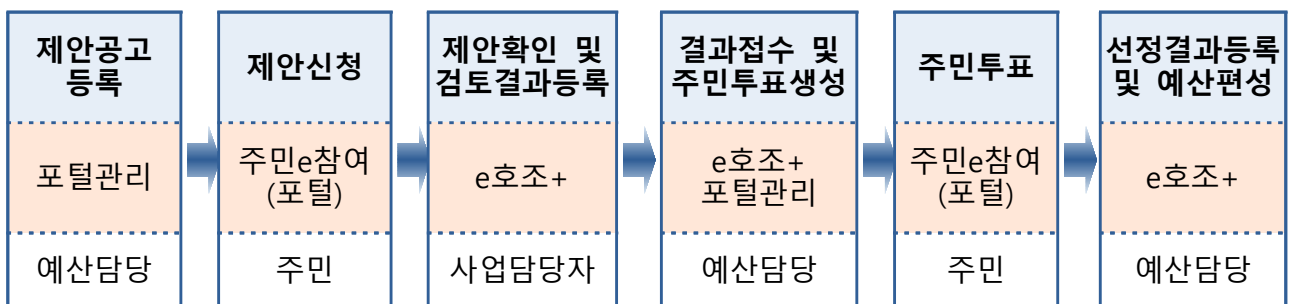 제안공고
등록
포털관리
예산담당
제안신청
주민e참여
(포털)
주민
제안확인 및
검토결과등록
e호조+
사업담당자
결과접수 및
주민투표생성
e호조+
포털관리
예산담당
주민투표
주민e참여
(포털)
주민
선정결과등록
및 예산편성
e호조+
예산담당